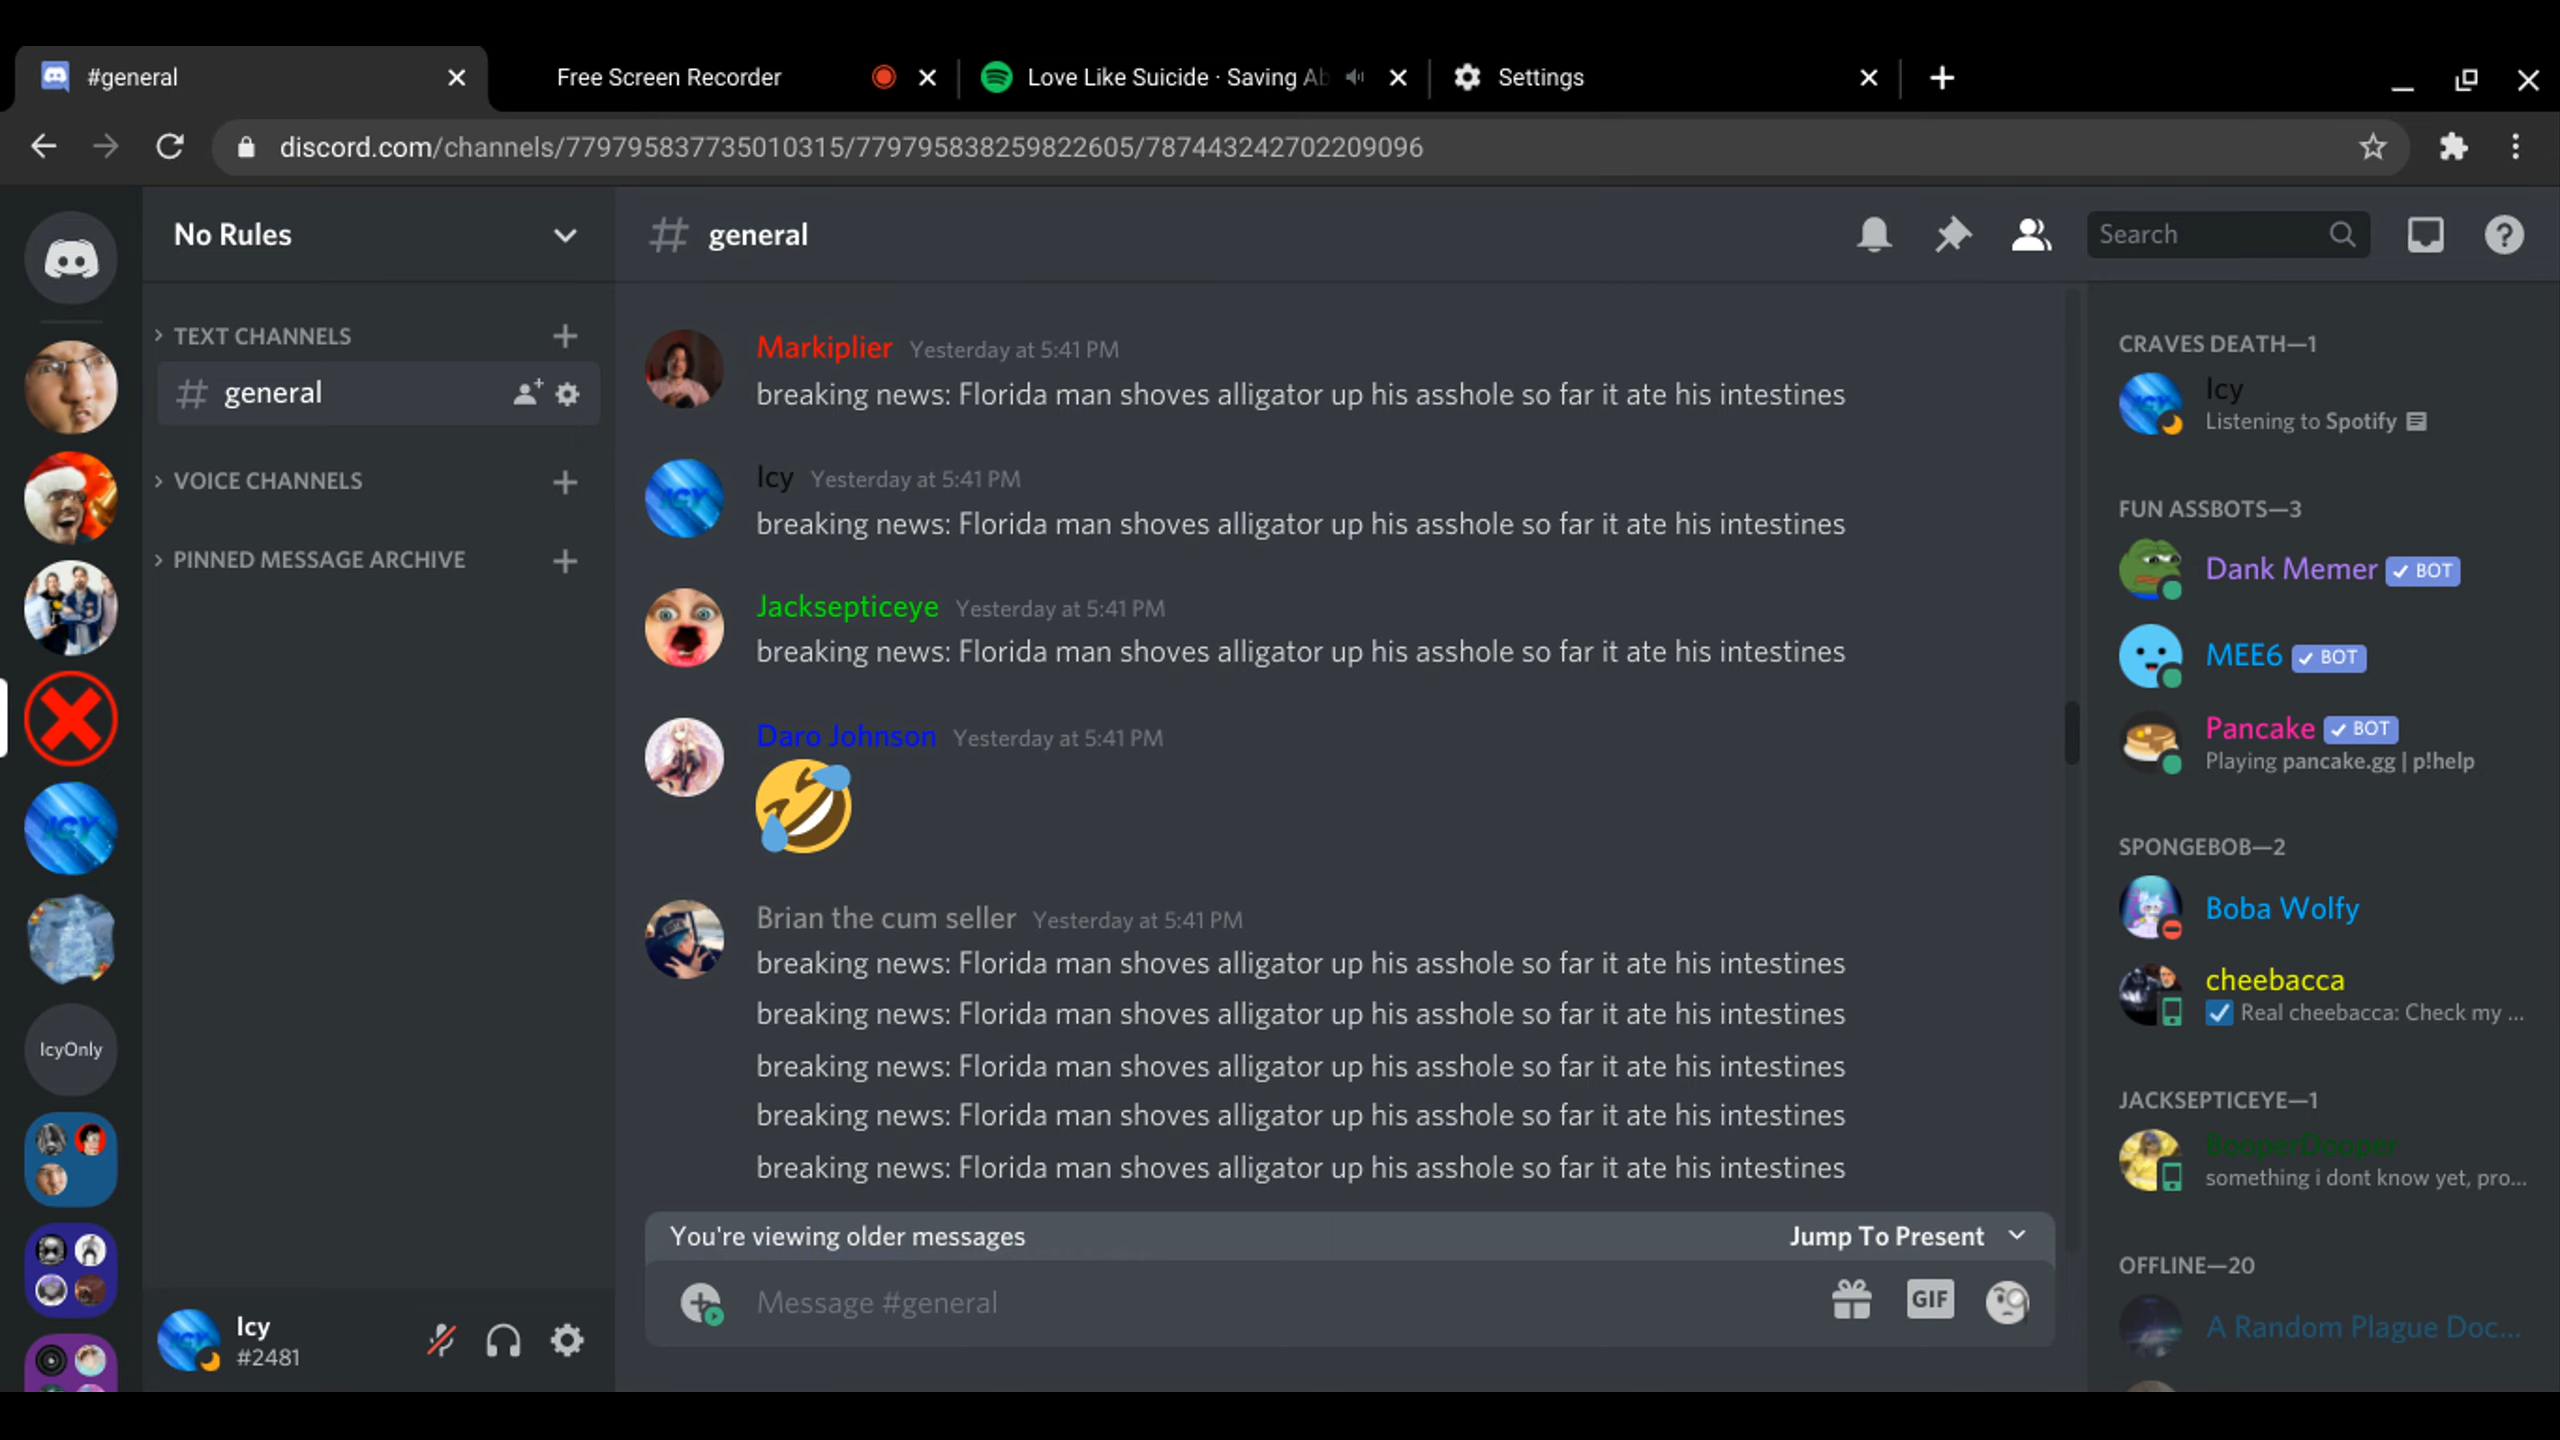 #general
Free Screen Recorder
Love Like Suicide · Saving Ab
Settings
discord.com/channels/779795837735010315/779795838259822605/787443242702209096
No Rules
general
Search
TEXT CHANNELS
general
VOICE CHANNELS
PINNED MESSAGE ARCHIVE
Markiplier Yesterday at 5:41 PM
breaking news: Florida man shoves alligator up his asshole so far it ate his intestines
Icy Yesterday at 5:41 PM
breaking news: Florida man shoves alligator up his asshole so far it ate his intestines
Jacksepticeye Yesterday at 5:41 PM
breaking news: Florida man shoves alligator up his asshole so far it ate his intestines
Daro Johnson Yesterday at 5:41 PM
Brian the cum seller Yesterday at 5:41 PM
breaking news: Florida man shoves alligator up his asshole so far it ate his intestines
breaking news: Florida man shoves alligator up his asshole so far it ate his intestines
breaking news: Florida man shoves alligator up his asshole so far it ate his intestines
breaking news: Florida man shoves alligator up his asshole so far it ate his intestines
breaking news: Florida man shoves alligator up his asshole so far it ate his intestines
You're viewing older messages
Jump To Present
Message #general
GIF
CRAVES DEATH—1
Icy
Listening to Spotify
FUN ASSBOTS—3
Dank Memer BOT
MEE6 BOT
Pancake BOT
Playing pancake.gg | p!help
SPONGEBOB—2
Boba Wolfy
cheebacca
Real cheebacca: Check my ...
JACKSEPTICEYE—1
BooperDooper
something i dont know yet, pro...
OFFLINE—20
A Random Plague Doc...
ICY
IcyOnly
Icy
#2481